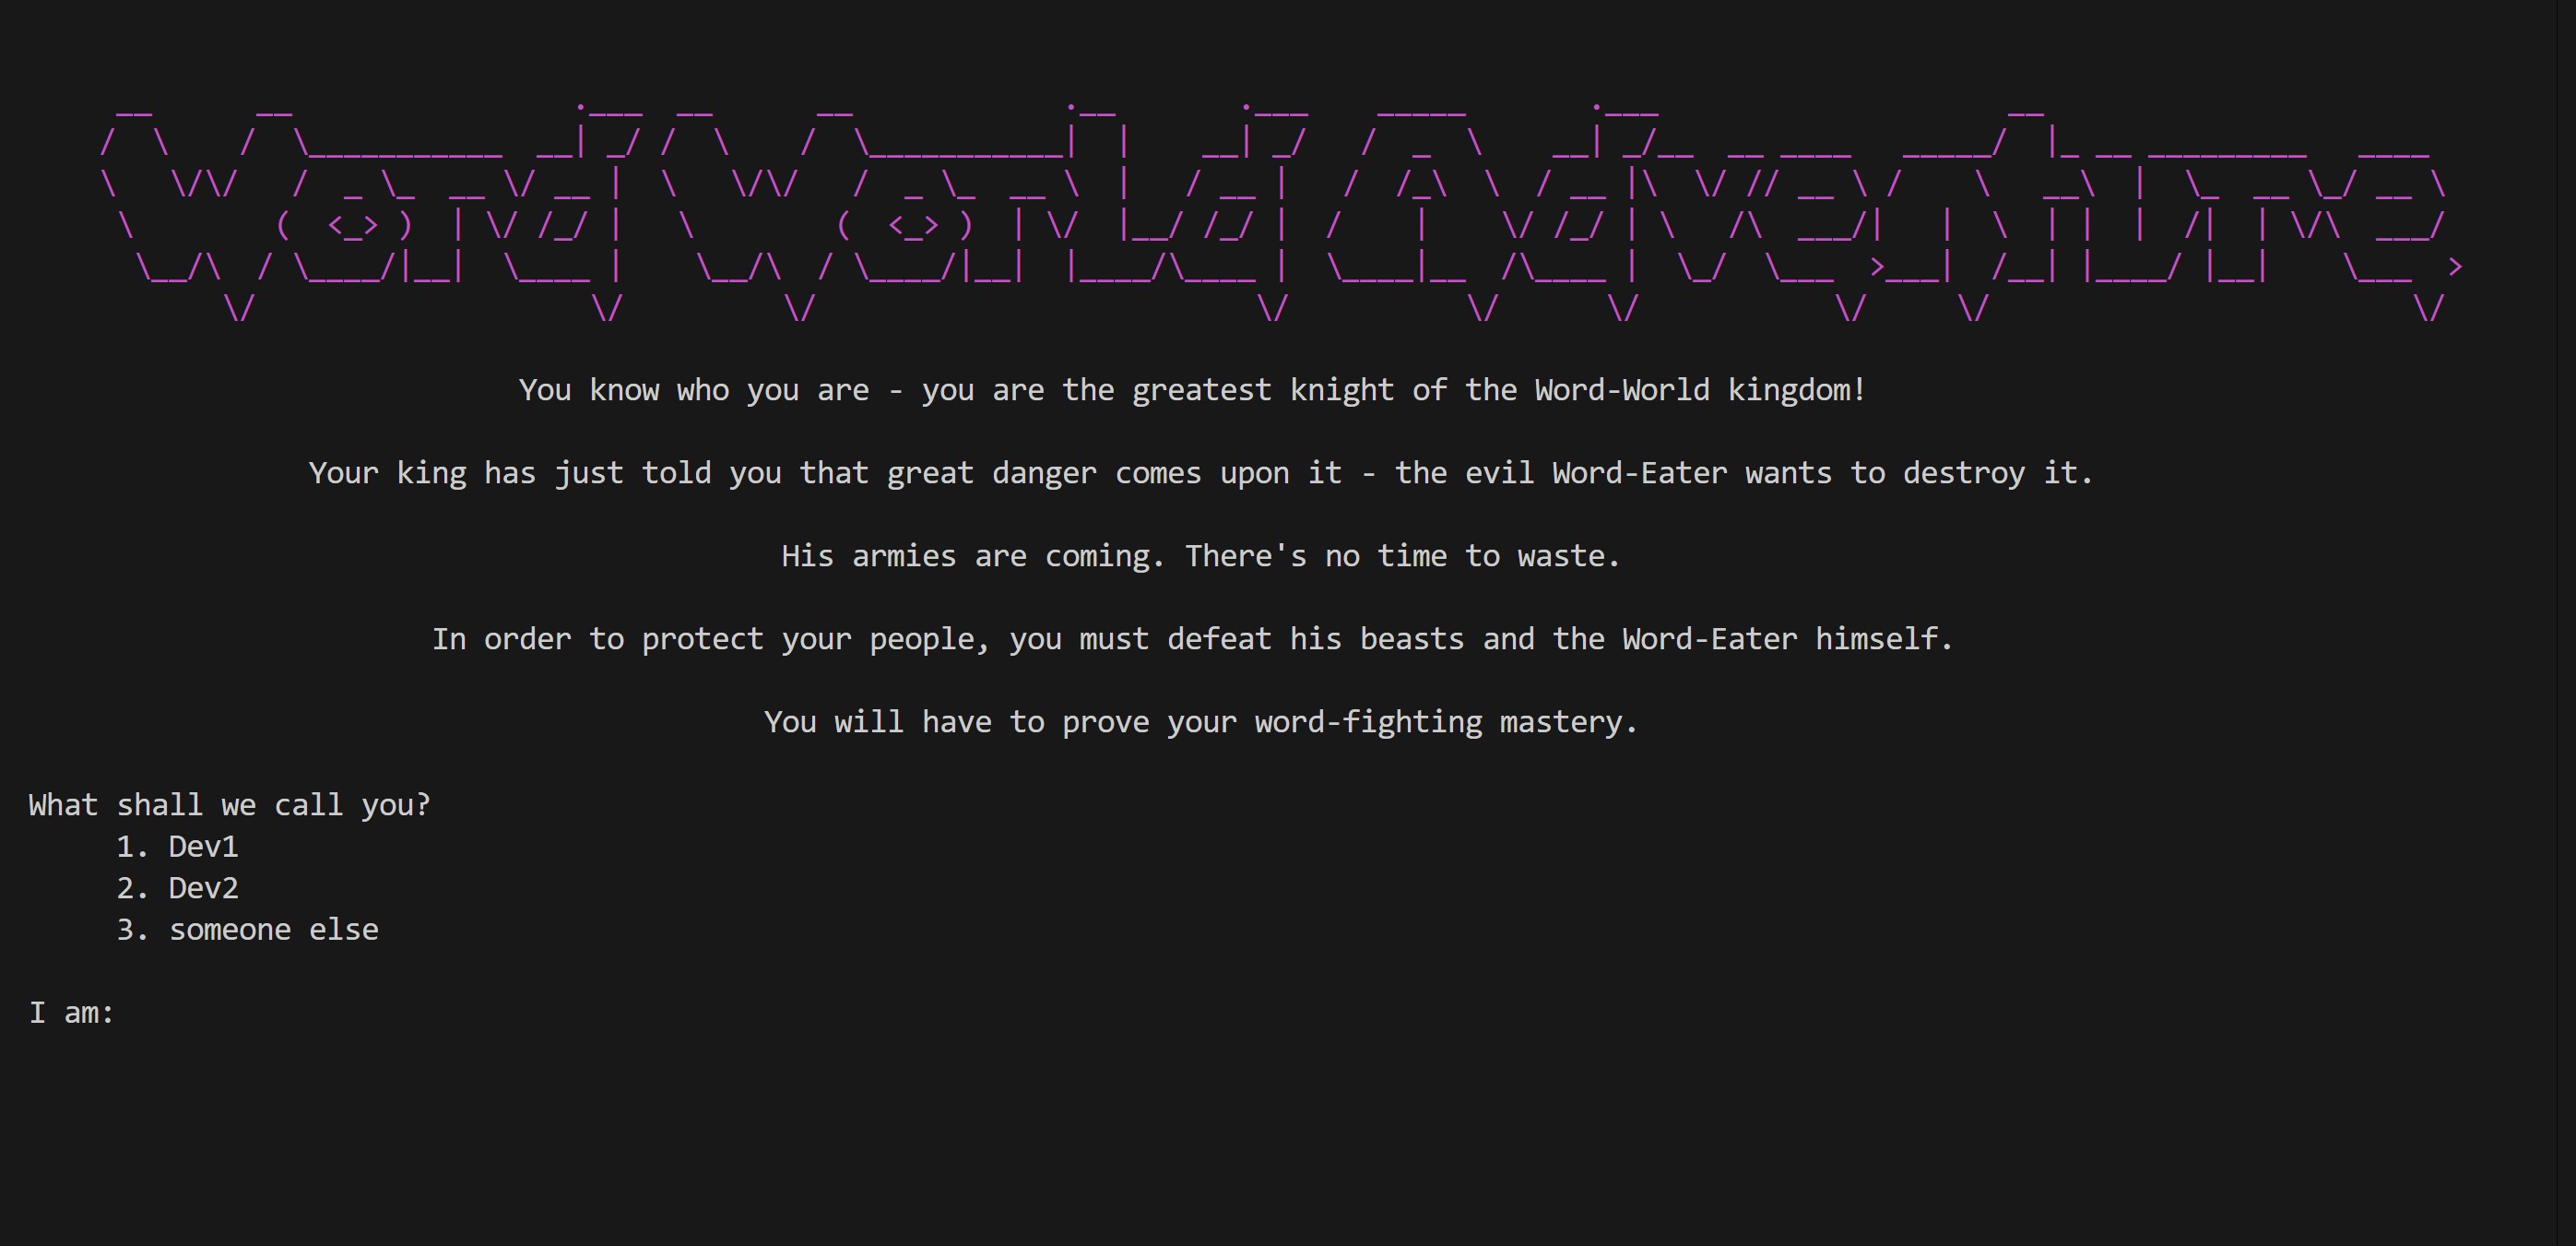 Word World Adventure
You know who you are - you are the greatest knight of the Word-World kingdom!
Your king has just told you that great danger comes upon it - the evil Word-Eater wants to destroy it.
His armies are coming. There's no time to waste.
In order to protect your people, you must defeat his beasts and the Word-Eater himself.
You will have to prove your word-fighting mastery.
What shall we call you?
1. Dev1
2. Dev2
3. someone else
I am: